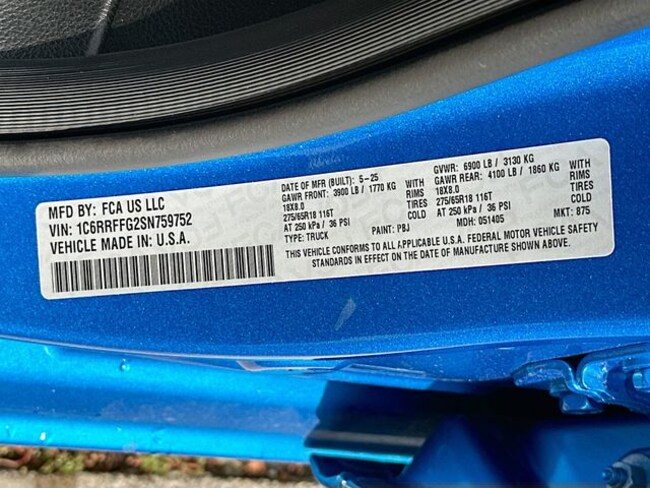 MFD BY: FCA US LLC
VIN: 1C6RRFFG2SN759752
VEHICLE MADE IN: U.S.A.
DATE OF MFR (BUILT): 5-25
GAWR FRONT: 3900 LB / 1770 KG WITH
18X8.0 RIMS
275/65R18 116T TIRES
AT 250 kPa / 36 PSI COLD
TYPE: TRUCK
PAINT: PBJ
GVWR: 6900 LB / 3130 KG
GAWR REAR: 4100 LB / 1860 KG WITH
18X8.0 RIMS
275/65R18 116T TIRES
AT 250 kPa / 36 PSI COLD
MDH: 051405
MKT: 875
THIS VEHICLE CONFORMS TO ALL APPLICABLE U.S.A. FEDERAL MOTOR VEHICLE SAFETY
STANDARDS IN EFFECT ON THE DATE OF MANUFACTURE SHOWN ABOVE.